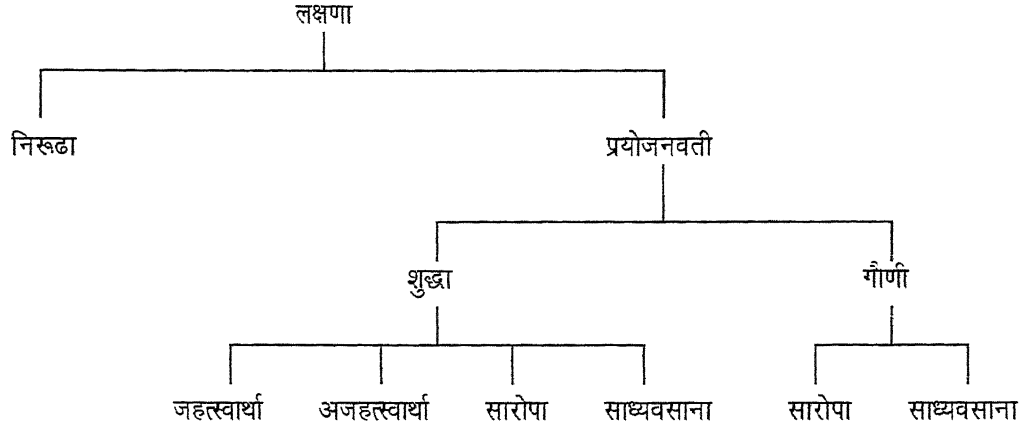 लक्षणा
निरूढा प्रयोजनवती
शुद्धा गौणी
जहत्स्वार्था अजहत्स्वार्था सारोपा साध्यवसाना सारोपा साध्यवसाना